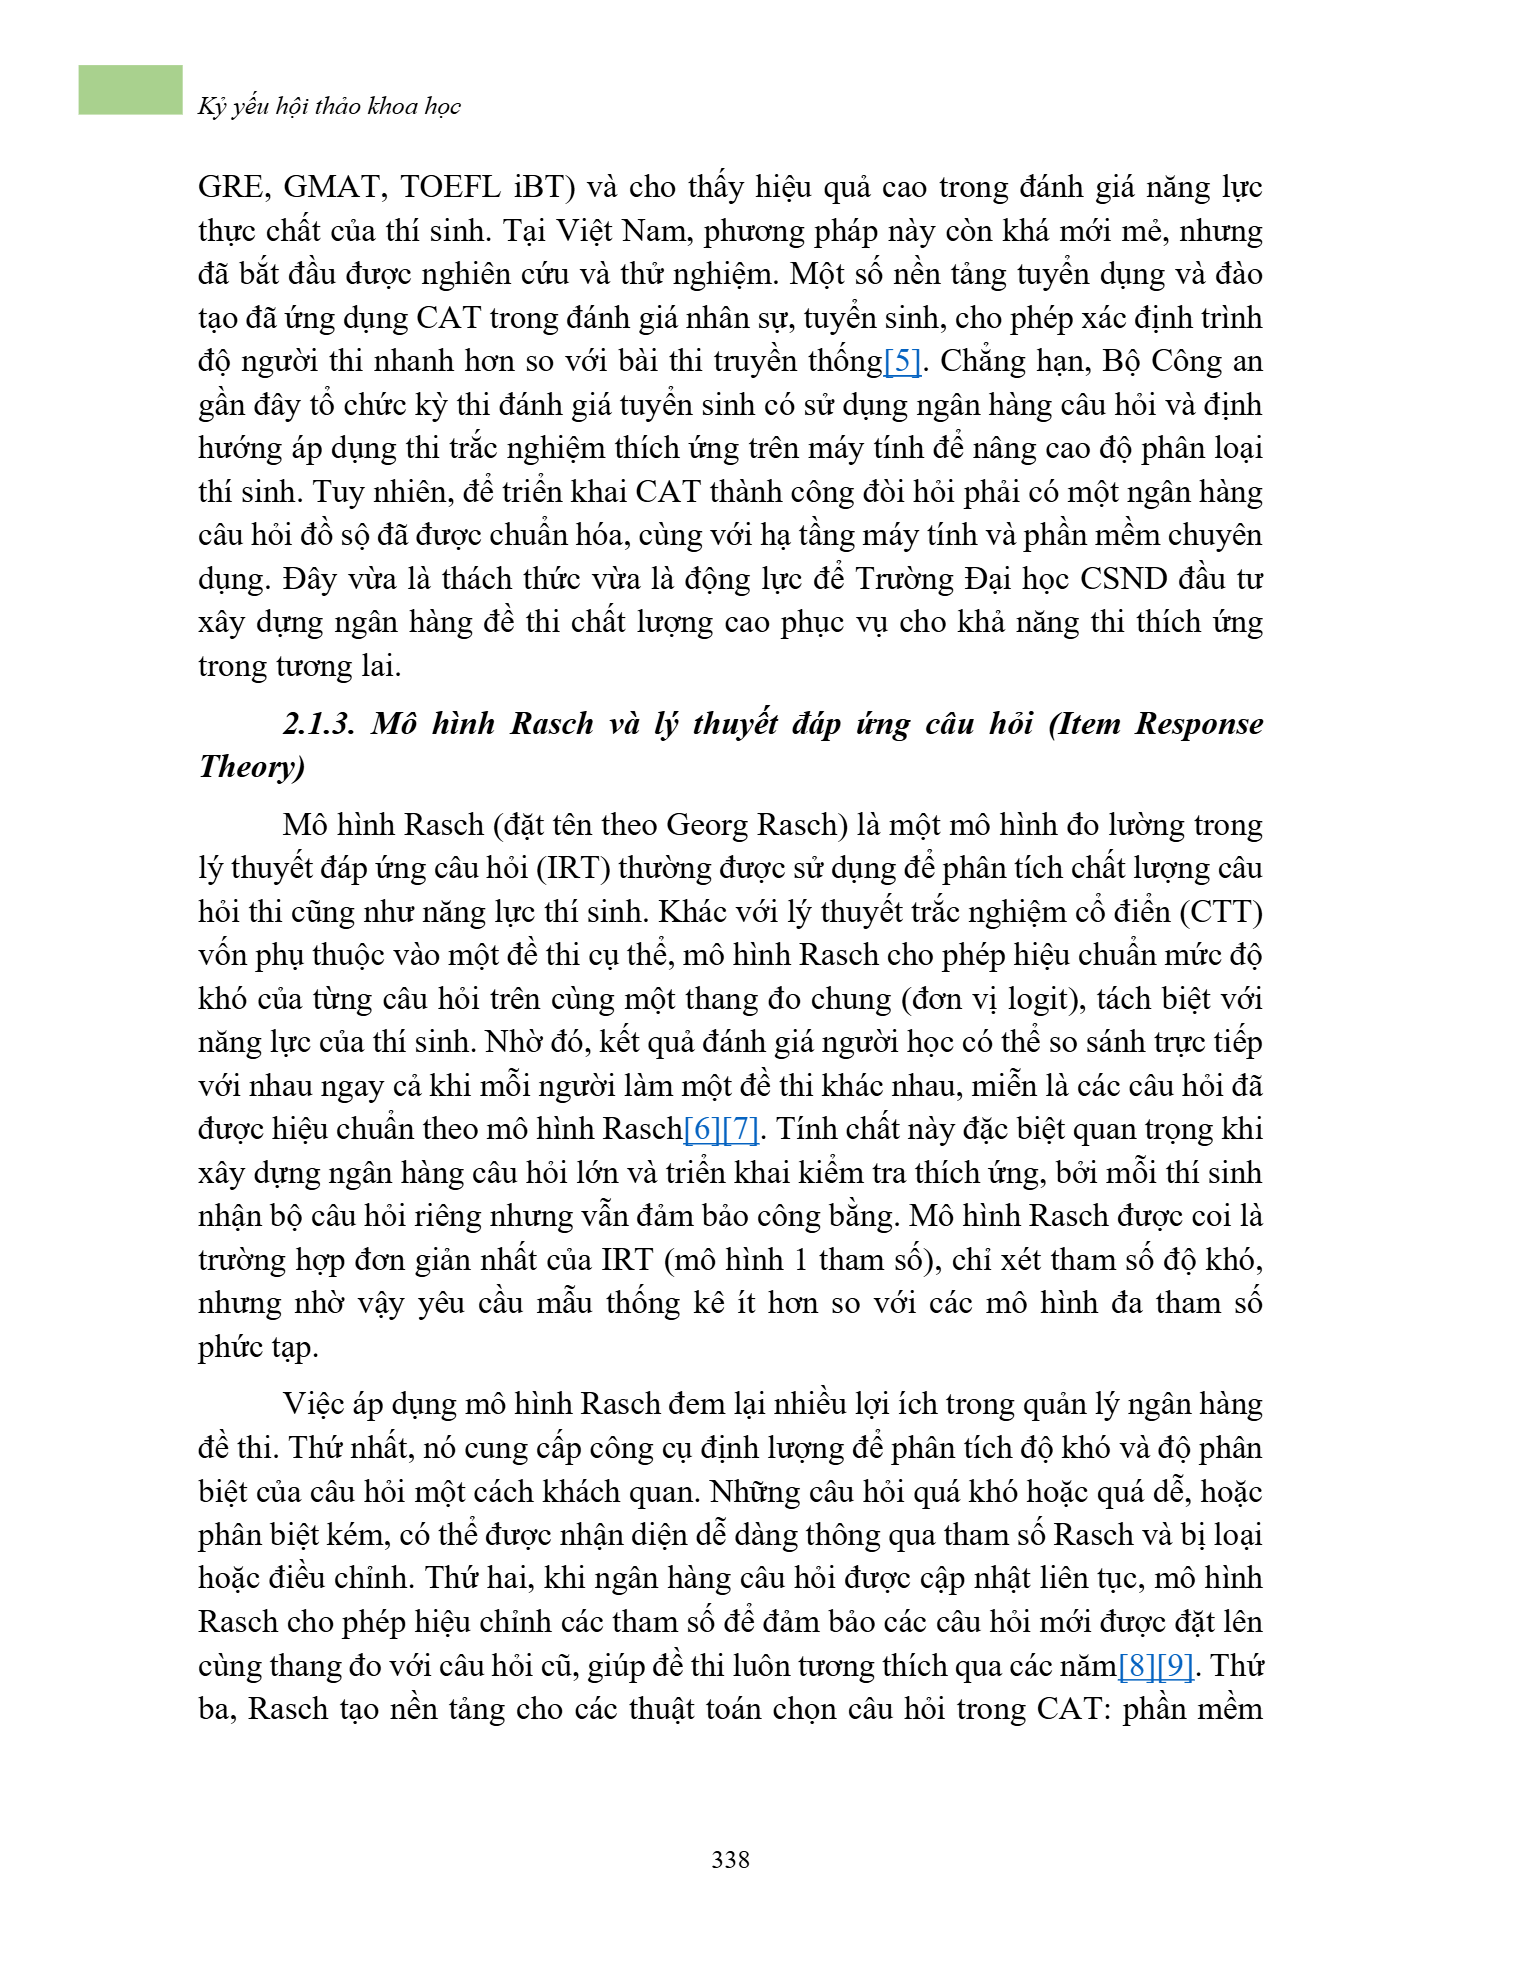 Kỷ yếu hội thảo khoa học
GRE, GMAT, TOEFL iBT) và cho thấy hiệu quả cao trong đánh giá năng lực
thực chất của thí sinh. Tại Việt Nam, phương pháp này còn khá mới mẻ, nhưng
đã bắt đầu được nghiên cứu và thử nghiệm. Một số nền tảng tuyển dụng và đào
tạo đã ứng dụng CAT trong đánh giá nhân sự, tuyển sinh, cho phép xác định trình
độ người thi nhanh hơn so với bài thi truyền thống[5]. Chẳng hạn, Bộ Công an
gần đây tổ chức kỳ thi đánh giá tuyển sinh có sử dụng ngân hàng câu hỏi và định
hướng áp dụng thi trắc nghiệm thích ứng trên máy tính để nâng cao độ phân loại
thí sinh. Tuy nhiên, để triển khai CAT thành công đòi hỏi phải có một ngân hàng
câu hỏi đồ sộ đã được chuẩn hóa, cùng với hạ tầng máy tính và phần mềm chuyên
dụng. Đây vừa là thách thức vừa là động lực để Trường Đại học CSND đầu tư
xây dựng ngân hàng đề thi chất lượng cao phục vụ cho khả năng thi thích ứng
trong tương lai.
2.1.3. Mô hình Rasch và lý thuyết đáp ứng câu hỏi (Item Response
Theory)
Mô hình Rasch (đặt tên theo Georg Rasch) là một mô hình đo lường trong
lý thuyết đáp ứng câu hỏi (IRT) thường được sử dụng để phân tích chất lượng câu
hỏi thi cũng như năng lực thí sinh. Khác với lý thuyết trắc nghiệm cổ điển (CTT)
vốn phụ thuộc vào một đề thi cụ thể, mô hình Rasch cho phép hiệu chuẩn mức độ
khó của từng câu hỏi trên cùng một thang đo chung (đơn vị logit), tách biệt với
năng lực của thí sinh. Nhờ đó, kết quả đánh giá người học có thể so sánh trực tiếp
với nhau ngay cả khi mỗi người làm một đề thi khác nhau, miễn là các câu hỏi đã
được hiệu chuẩn theo mô hình Rasch[6][7]. Tính chất này đặc biệt quan trọng khi
xây dựng ngân hàng câu hỏi lớn và triển khai kiểm tra thích ứng, bởi mỗi thí sinh
nhận bộ câu hỏi riêng nhưng vẫn đảm bảo công bằng. Mô hình Rasch được coi là
trường hợp đơn giản nhất của IRT (mô hình 1 tham số), chỉ xét tham số độ khó,
nhưng nhờ vậy yêu cầu mẫu thống kê ít hơn so với các mô hình đa tham số
phức tạp.
Việc áp dụng mô hình Rasch đem lại nhiều lợi ích trong quản lý ngân hàng
đề thi. Thứ nhất, nó cung cấp công cụ định lượng để phân tích độ khó và độ phân
biệt của câu hỏi một cách khách quan. Những câu hỏi quá khó hoặc quá dễ, hoặc
phân biệt kém, có thể được nhận diện dễ dàng thông qua tham số Rasch và bị loại
hoặc điều chỉnh. Thứ hai, khi ngân hàng câu hỏi được cập nhật liên tục, mô hình
Rasch cho phép hiệu chỉnh các tham số để đảm bảo các câu hỏi mới được đặt lên
cùng thang đo với câu hỏi cũ, giúp đề thi luôn tương thích qua các năm[8][9]. Thứ
ba, Rasch tạo nền tảng cho các thuật toán chọn câu hỏi trong CAT: phần mềm
338